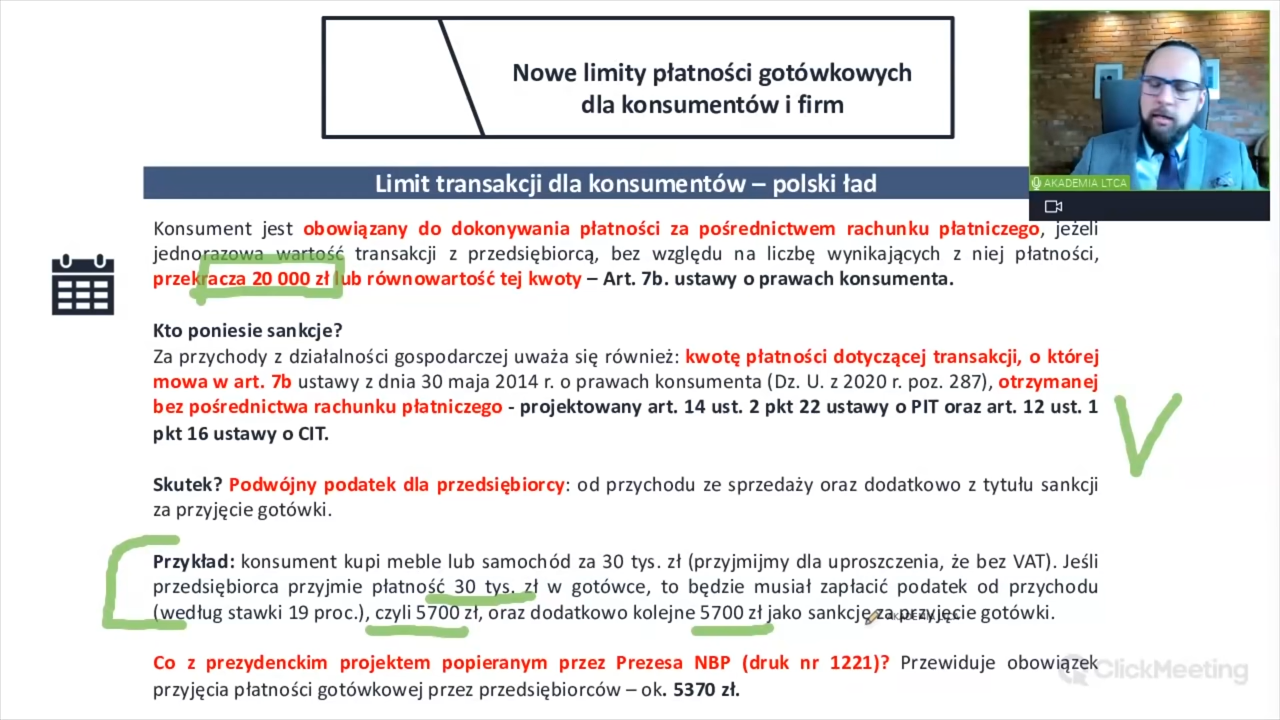 Nowe limity płatności gotówkowych
dla konsumentów i firm
AKADEMIA LTCA
Limit transakcji dla konsumentów – polski ład
Konsument jest obowiązany do dokonywania płatności za pośrednictwem rachunku płatniczego, jeżeli
jednorazowa wartość transakcji z przedsiębiorcą, bez względu na liczbę wynikających z niej płatności,
przekracza 20 000 zł lub równowartość tej kwoty – Art. 7b. ustawy o prawach konsumenta.
Kto poniesie sankcje?
Za przychody z działalności gospodarczej uważa się również: kwotę płatności dotyczącej transakcji, o której
mowa w art. 7b ustawy z dnia 30 maja 2014 r. o prawach konsumenta (Dz. U. z 2020 r. poz. 287), otrzymanej
bez pośrednictwa rachunku płatniczego - projektowany art. 14 ust. 2 pkt 22 ustawy o PIT oraz art. 12 ust. 1
pkt 16 ustawy o CIT.
Skutek? Podwójny podatek dla przedsiębiorcy: od przychodu ze sprzedaży oraz dodatkowo z tytułu sankcji
za przyjęcie gotówki.
Przykład: konsument kupi meble lub samochód za 30 tys. zł (przyjmijmy dla uproszczenia, że bez VAT). Jeśli
przedsiębiorca przyjmie płatność 30 tys. zł w gotówce, to będzie musiał zapłacić podatek od przychodu
(według stawki 19 proc.), czyli 5700 zł, oraz dodatkowo kolejne 5700 zł jako sankcję za przyjęcie gotówki.
Co z prezydenckim projektem popieranym przez Prezesa NBP (druk nr 1221)? Przewiduje obowiązek
przyjęcia płatności gotówkowej przez przedsiębiorców – ok. 5370 zł.
ClickMeeting